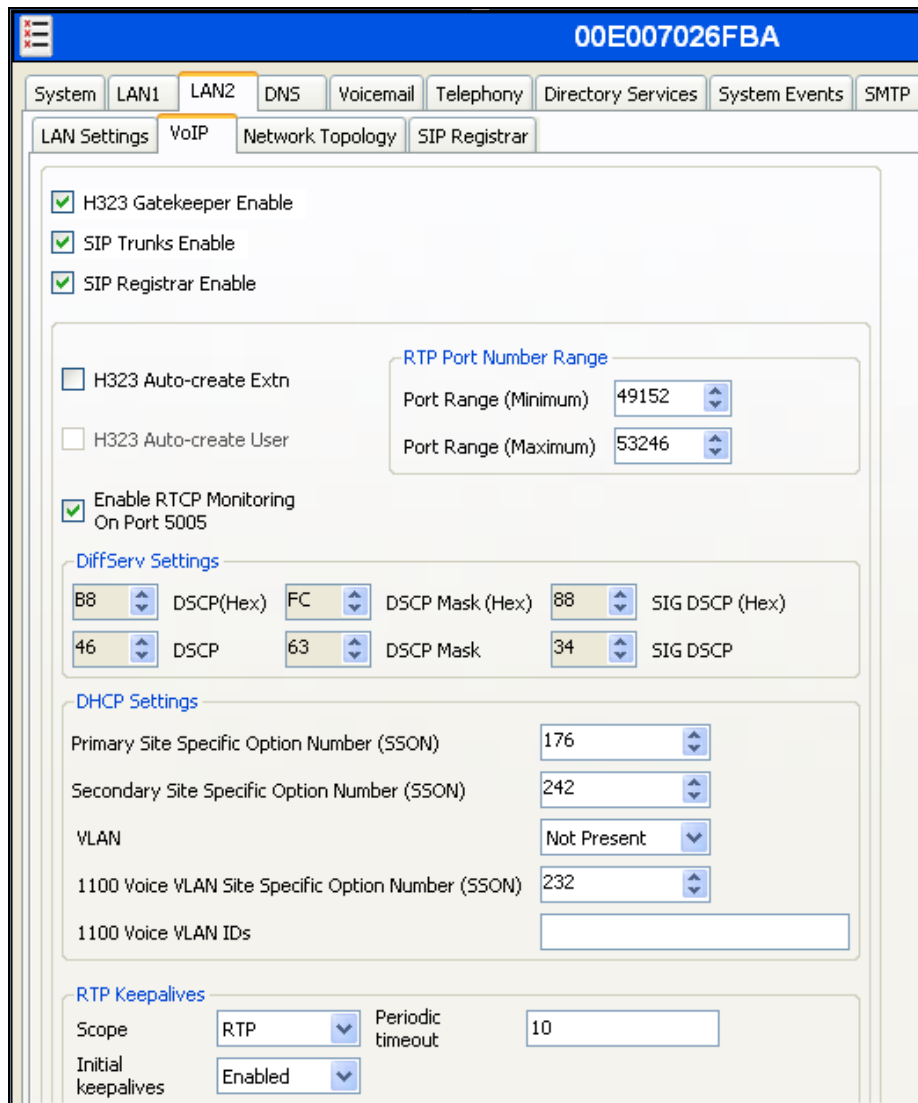 00E007026FBA
System LAN1 LAN2 DNS Voicemail Telephony Directory Services System Events SMTP
LAN Settings VoIP Network Topology SIP Registrar
H323 Gatekeeper Enable
SIP Trunks Enable
SIP Registrar Enable
RTP Port Number Range
H323 Auto-create Extn
Port Range (Minimum) 49152
H323 Auto-create User
Port Range (Maximum) 53246
Enable RTCP Monitoring
On Port 5005
DiffServ Settings
B8 DSCP(Hex) FC DSCP Mask (Hex) 88 SIG DSCP (Hex)
46 DSCP 63 DSCP Mask 34 SIG DSCP
DHCP Settings
Primary Site Specific Option Number (SSON) 176
Secondary Site Specific Option Number (SSON) 242
VLAN Not Present
1100 Voice VLAN Site Specific Option Number (SSON) 232
1100 Voice VLAN IDs
RTP Keepalives
Scope RTP Periodic timeout 10
Initial keepalives Enabled